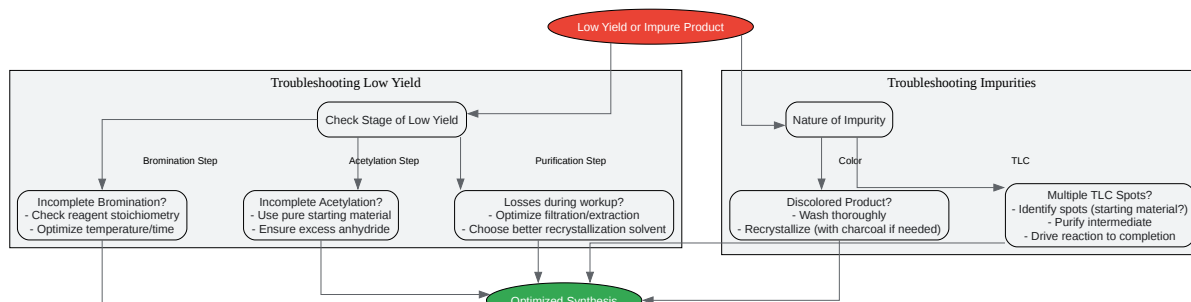 Low Yield or Impure Product
Troubleshooting Low Yield
Troubleshooting Impurities
Check Stage of Low Yield
Nature of Impurity
Bromination Step
Acetylation Step
Purification Step
Color
TLC
Incomplete Bromination?
- Check reagent stoichiometry
- Optimize temperature/time
Incomplete Acetylation?
- Use pure starting material
- Ensure excess anhydride
Losses during workup?
- Optimize filtration/extraction
- Choose better recrystallization solvent
Discolored Product?
- Wash thoroughly
- Recrystallize (with charcoal if needed)
Multiple TLC Spots?
- Identify spots (starting material?)
- Purify intermediate
- Drive reaction to completion
Optimized Synthesis